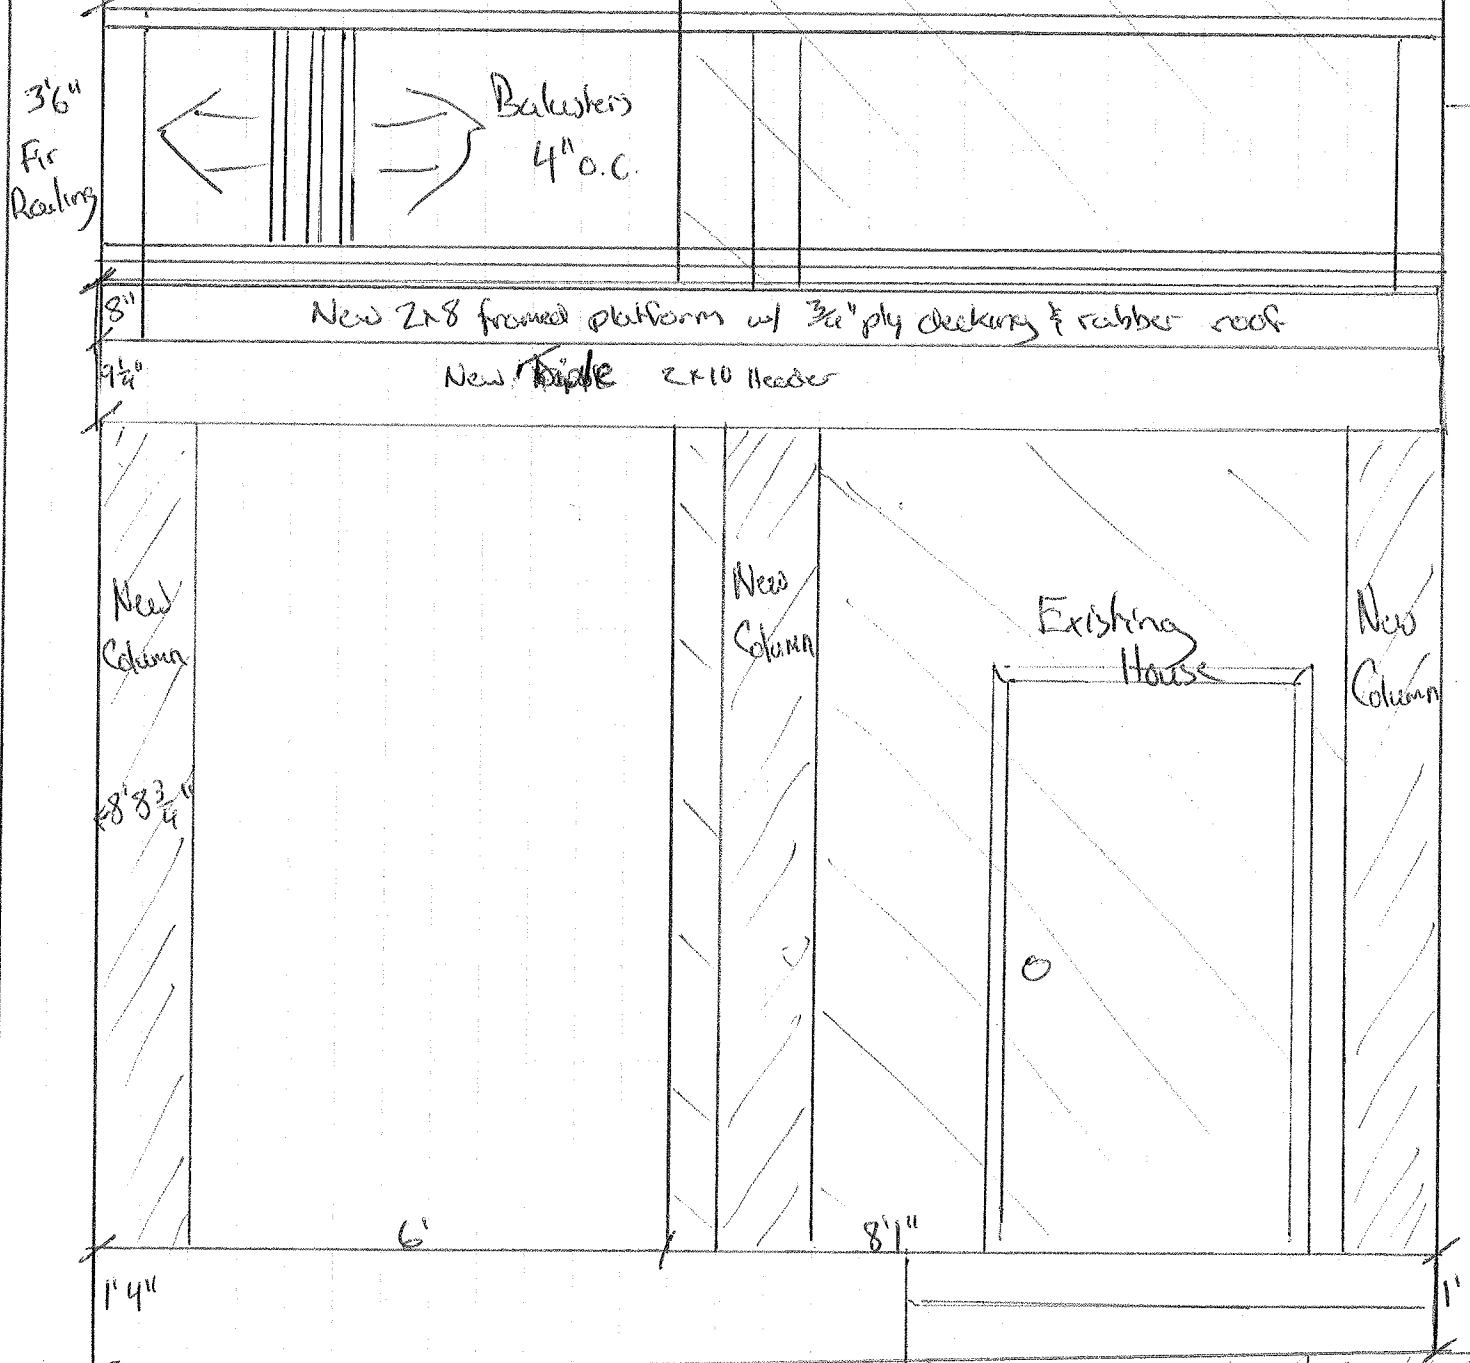 3'6"
Fir
Railing
Balusters
4" O.C.
8"
New 2x8 framed platform w/ 3/4" ply decking & rubber roof
9 1/4"
New Triple 2x10 Header
New
Column
New
Column
Existing
House
New
Column
8'8 3/4"
6'
8'1"
1'4"
1'